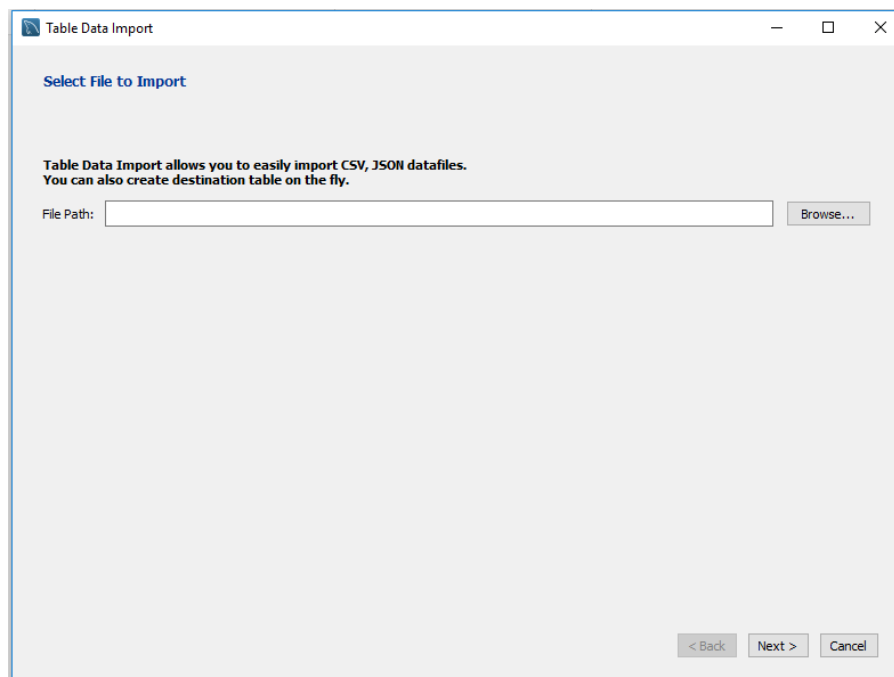 Table Data Import
Select File to Import
Table Data Import allows you to easily import CSV, JSON datafiles.
You can also create destination table on the fly.
File Path:
Browse...
< Back
Next >
Cancel